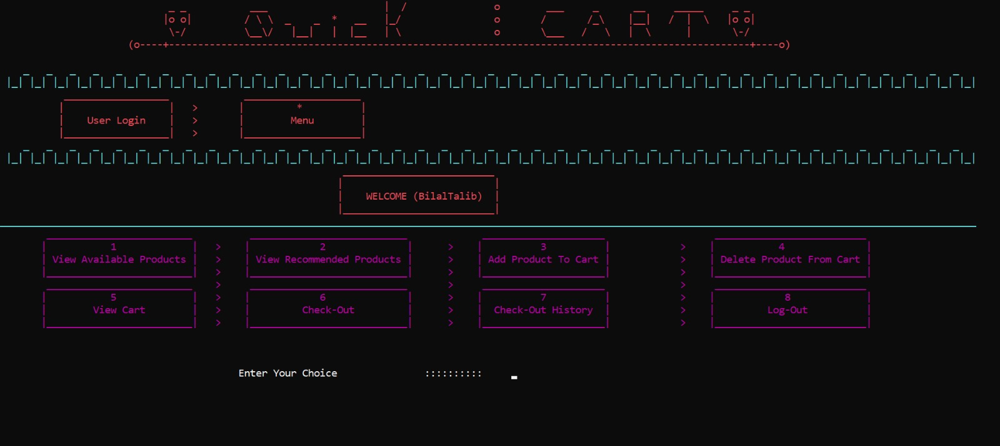 Quick : CART
User Login > * Menu
WELCOME (BilalTalib)
1 2 3 4
View Available Products > View Recommended Products > Add Product To Cart > Delete Product From Cart
5 6 7 8
View Cart > Check-Out > Check-Out History > Log-Out
Enter Your Choice ::::::::::